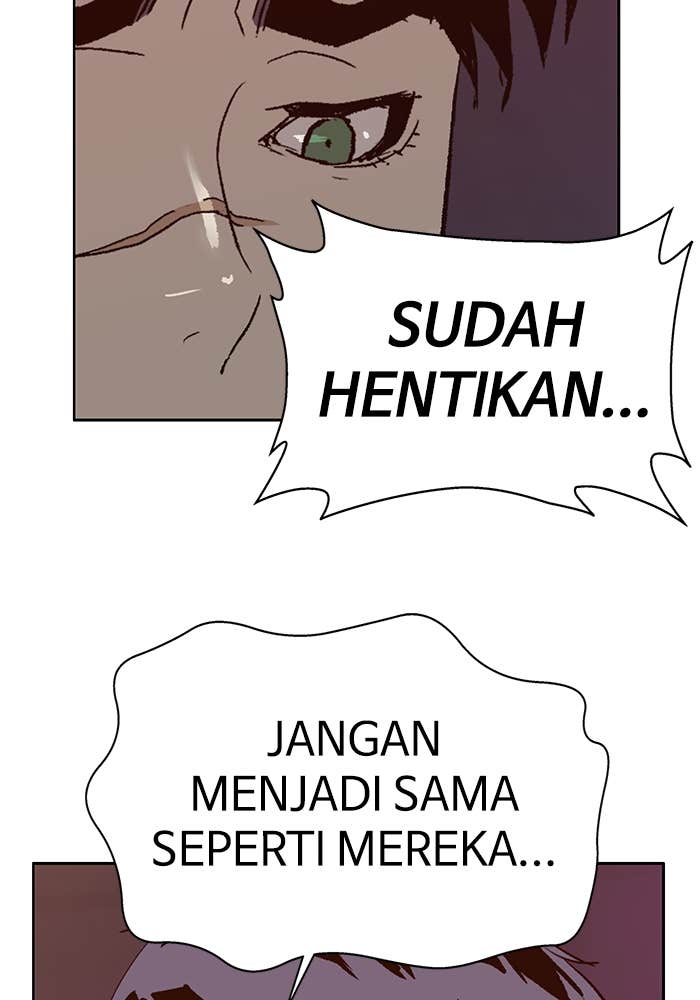 SUDAH
HENTIKAN...
JANGAN
MENJADI SAMA
SEPERTI MEREKA...